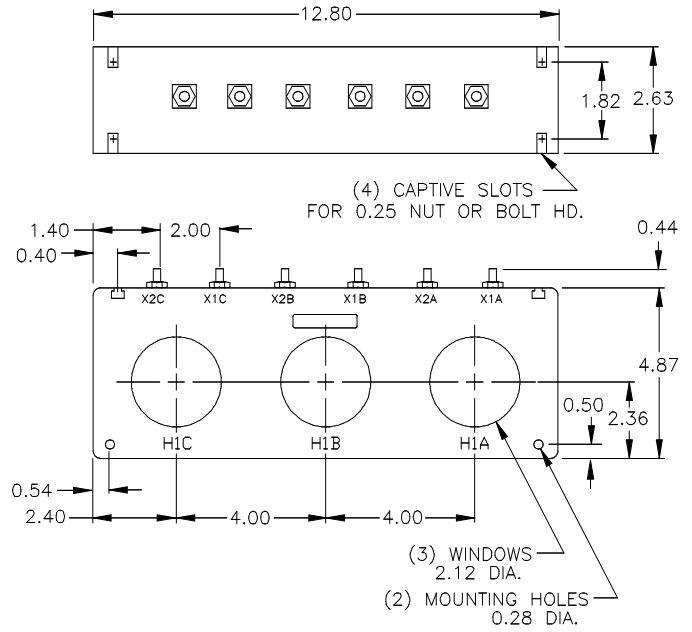 12.80
1.82
2.63
(4) CAPTIVE SLOTS
FOR 0.25 NUT OR BOLT HD.
1.40
2.00
0.44
0.40
X2C
X1C
X2B
X1B
X2A
X1A
4.87
0.50
2.36
H1C
H1B
H1A
0.54
2.40
4.00
4.00
(3) WINDOWS
2.12 DIA.
(2) MOUNTING HOLES
0.28 DIA.